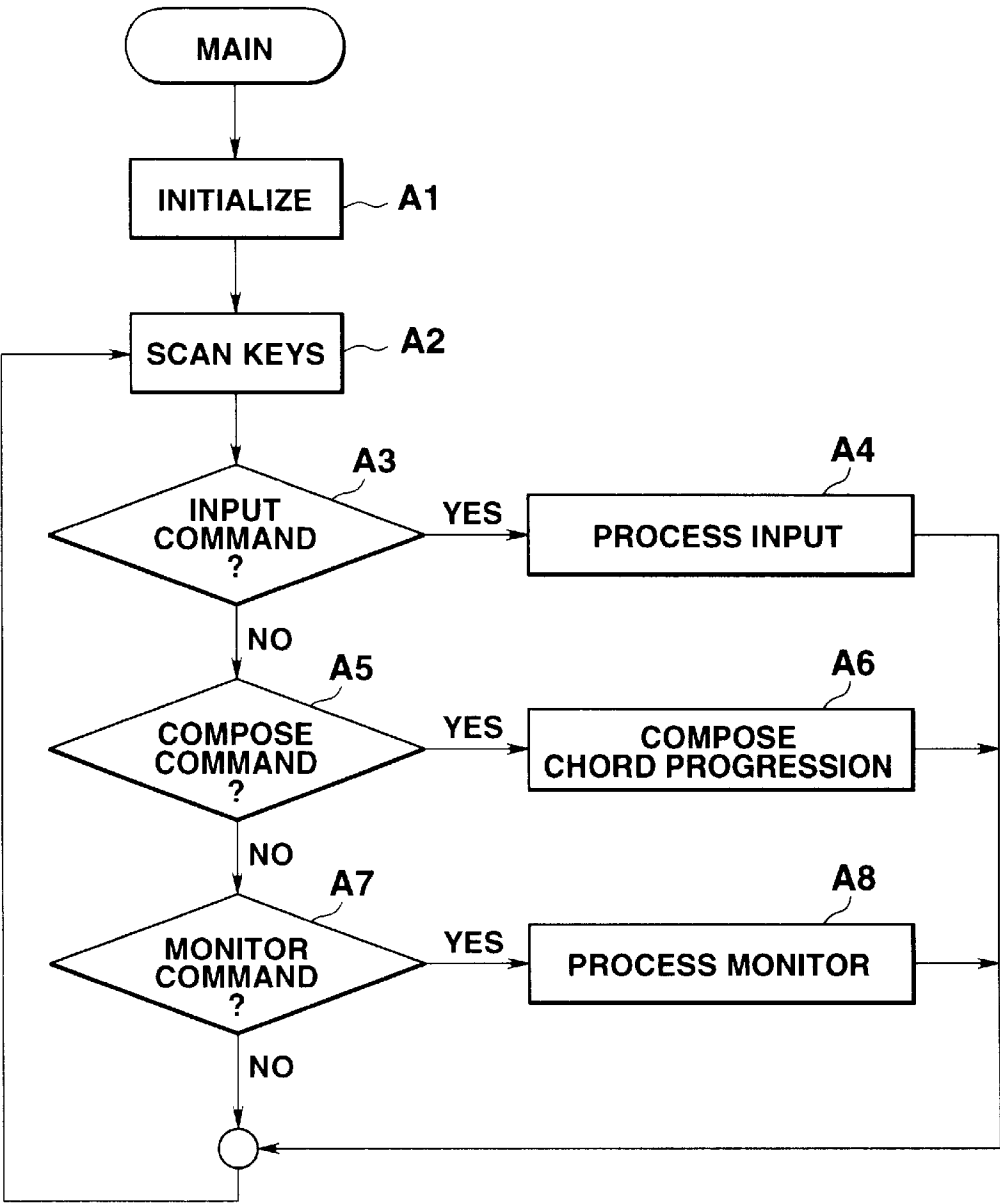 MAIN
INITIALIZE
A1
SCAN KEYS
A2
A3
INPUT
COMMAND
?
YES
A4
PROCESS INPUT
NO
A5
COMPOSE
COMMAND
?
YES
A6
COMPOSE
CHORD PROGRESSION
NO
A7
MONITOR
COMMAND
?
YES
A8
PROCESS MONITOR
NO